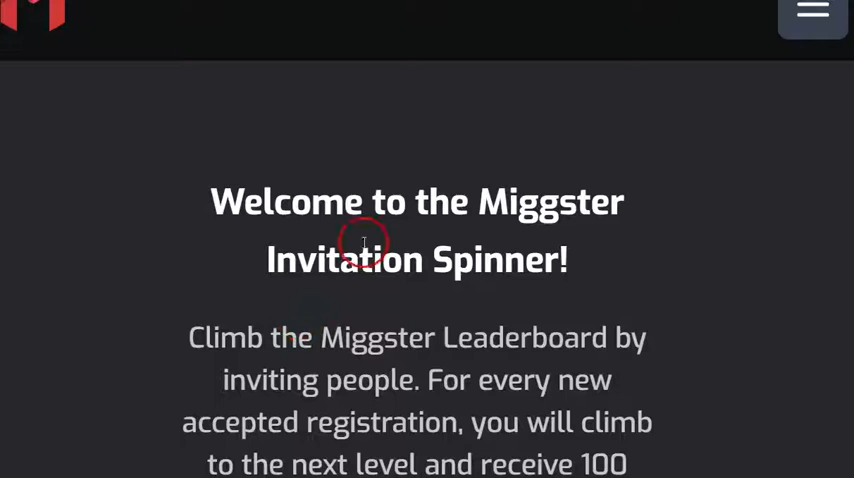 Welcome to the Miggster
Invitation Spinner!
Climb the Miggster Leaderboard by
inviting people. For every new
accepted registration, you will climb
to the next level and receive 100